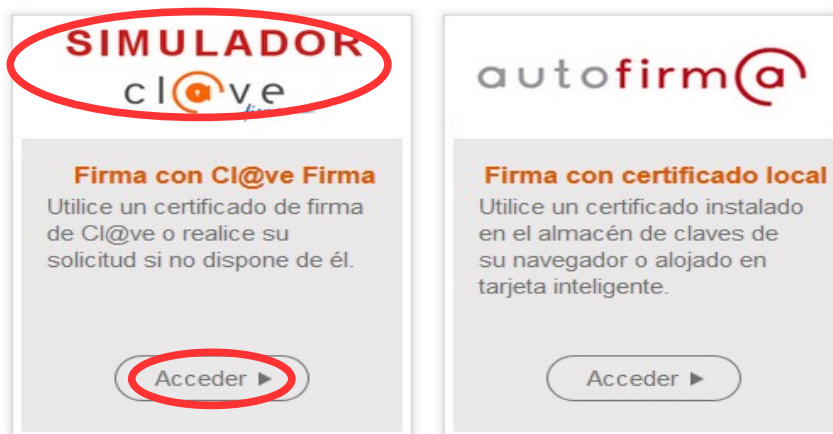 SIMULADOR
cl@ve
firma
Firma con Cl@ve Firma
Utilice un certificado de firma
de Cl@ve o realice su
solicitud si no dispone de él.
Acceder ►
autofirm@
Firma con certificado local
Utilice un certificado instalado
en el almacén de claves de
su navegador o alojado en
tarjeta inteligente.
Acceder ►